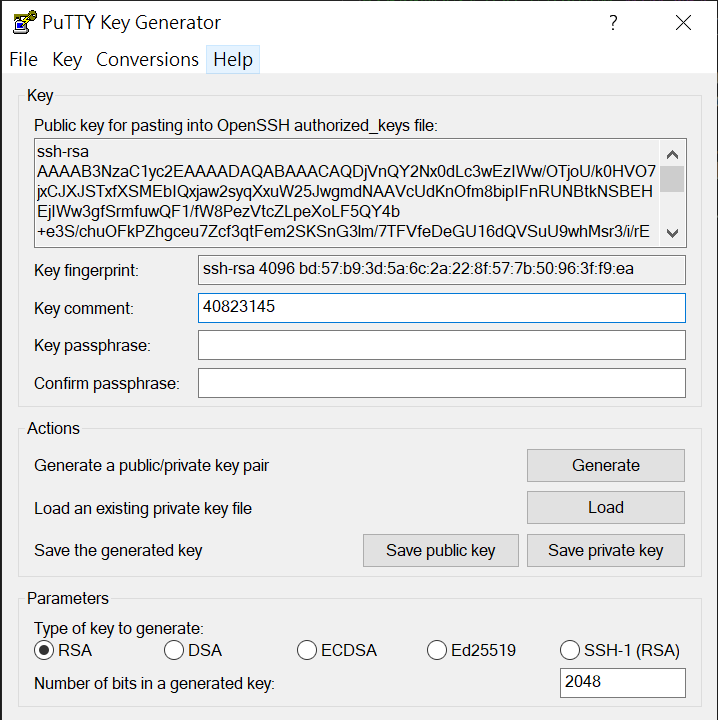 PuTTY Key Generator
File Key Conversions Help
Key
Public key for pasting into OpenSSH authorized_keys file:
ssh-rsa
AAAAB3NzaC1yc2EAAAADAQABAAACAQDjVnQY2Nx0dLc3wEzIWw/OTjoU/k0HVO7
jxCJXJSTxfXSMEbIQxjaw2syqXxuW25JwgmdNAAVcUdKnOfm8bipIFnRUNBtkNSBEH
EjIWw3gfSrmfuwQF1/fW8PezVtcZLpeXoLF5QY4b
+e3S/chuOFkPZhgceu7Zcf3qtFem2SKSnG3lm/7TFVfeDeGU16dQVSuU9whMsr3/i/rE
Key fingerprint: ssh-rsa 4096 bd:57:b9:3d:5a:6c:2a:22:8f:57:7b:50:96:3f:f9:ea
Key comment: 40823145
Key passphrase:
Confirm passphrase:
Actions
Generate a public/private key pair Generate
Load an existing private key file Load
Save the generated key Save public key Save private key
Parameters
Type of key to generate:
RSA DSA ECDSA Ed25519 SSH-1 (RSA)
Number of bits in a generated key: 2048